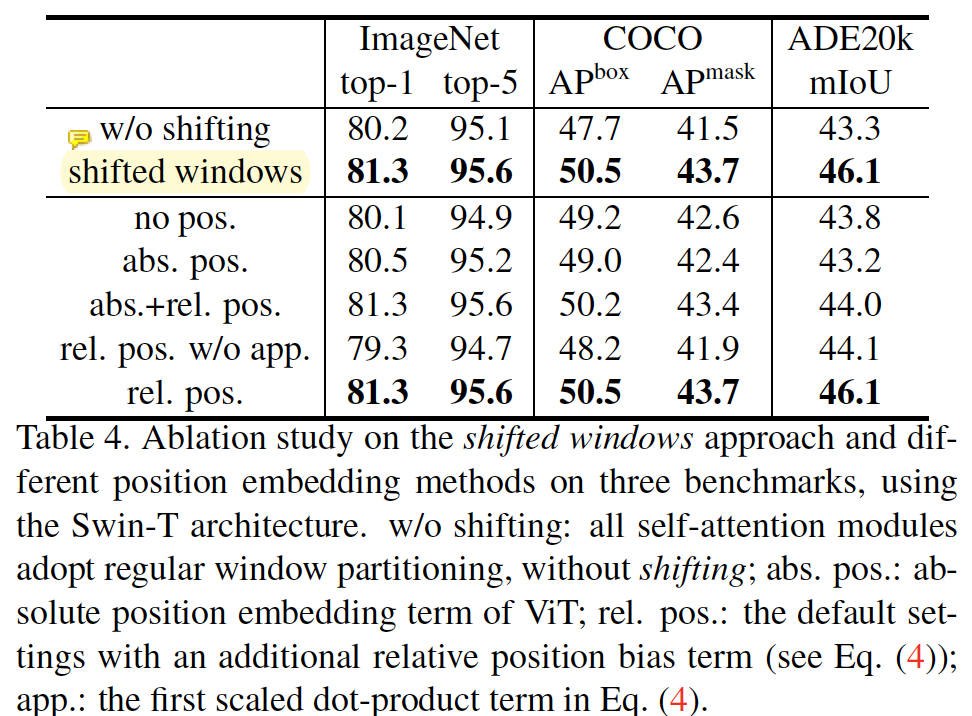 ImageNet COCO ADE20k
top-1 top-5 AP^box AP^mask mIoU
w/o shifting 80.2 95.1 47.7 41.5 43.3
shifted windows 81.3 95.6 50.5 43.7 46.1
no pos. 80.1 94.9 49.2 42.6 43.8
abs. pos. 80.5 95.2 49.0 42.4 43.2
abs.+rel. pos. 81.3 95.6 50.2 43.4 44.0
rel. pos. w/o app. 79.3 94.7 48.2 41.9 44.1
rel. pos. 81.3 95.6 50.5 43.7 46.1
Table 4. Ablation study on the shifted windows approach and dif-
ferent position embedding methods on three benchmarks, using
the Swin-T architecture. w/o shifting: all self-attention modules
adopt regular window partitioning, without shifting; abs. pos.: ab-
solute position embedding term of ViT; rel. pos.: the default set-
tings with an additional relative position bias term (see Eq. (4));
app.: the first scaled dot-product term in Eq. (4).